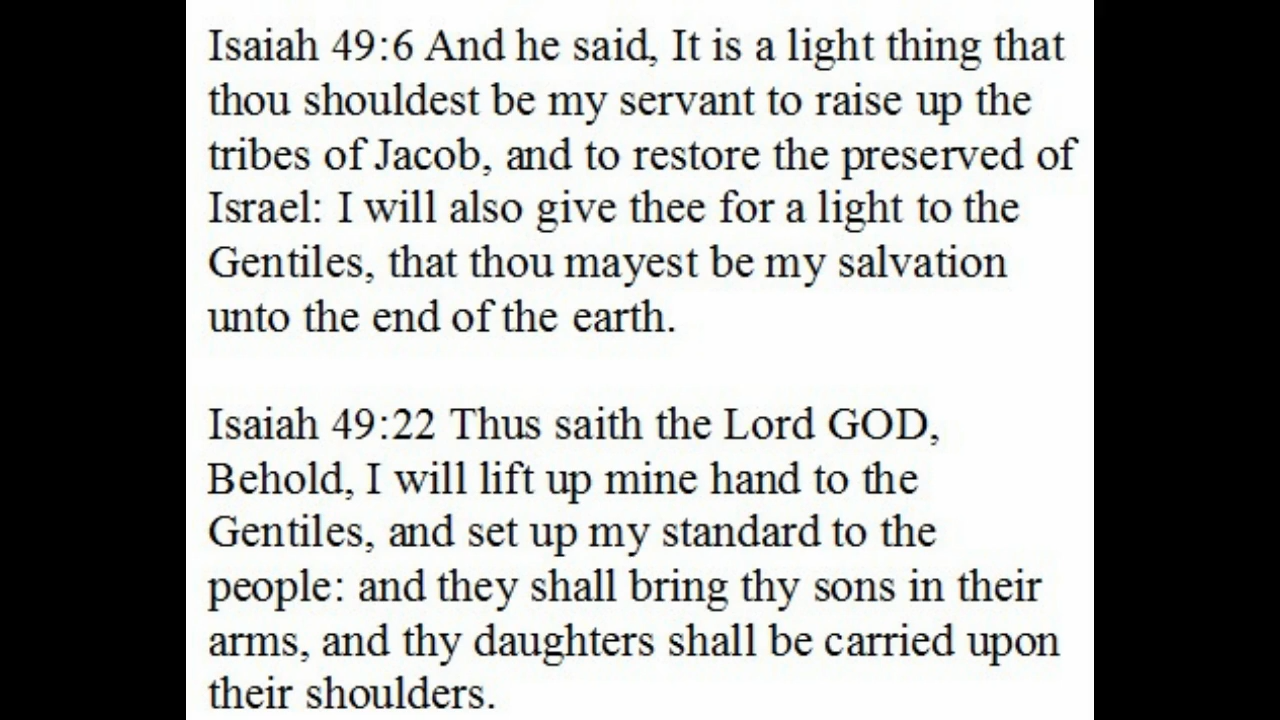 Isaiah 49:6 And he said, It is a light thing that
thou shouldest be my servant to raise up the
tribes of Jacob, and to restore the preserved of
Israel: I will also give thee for a light to the
Gentiles, that thou mayest be my salvation
unto the end of the earth.
Isaiah 49:22 Thus saith the Lord GOD,
Behold, I will lift up mine hand to the
Gentiles, and set up my standard to the
people: and they shall bring thy sons in their
arms, and thy daughters shall be carried upon
their shoulders.